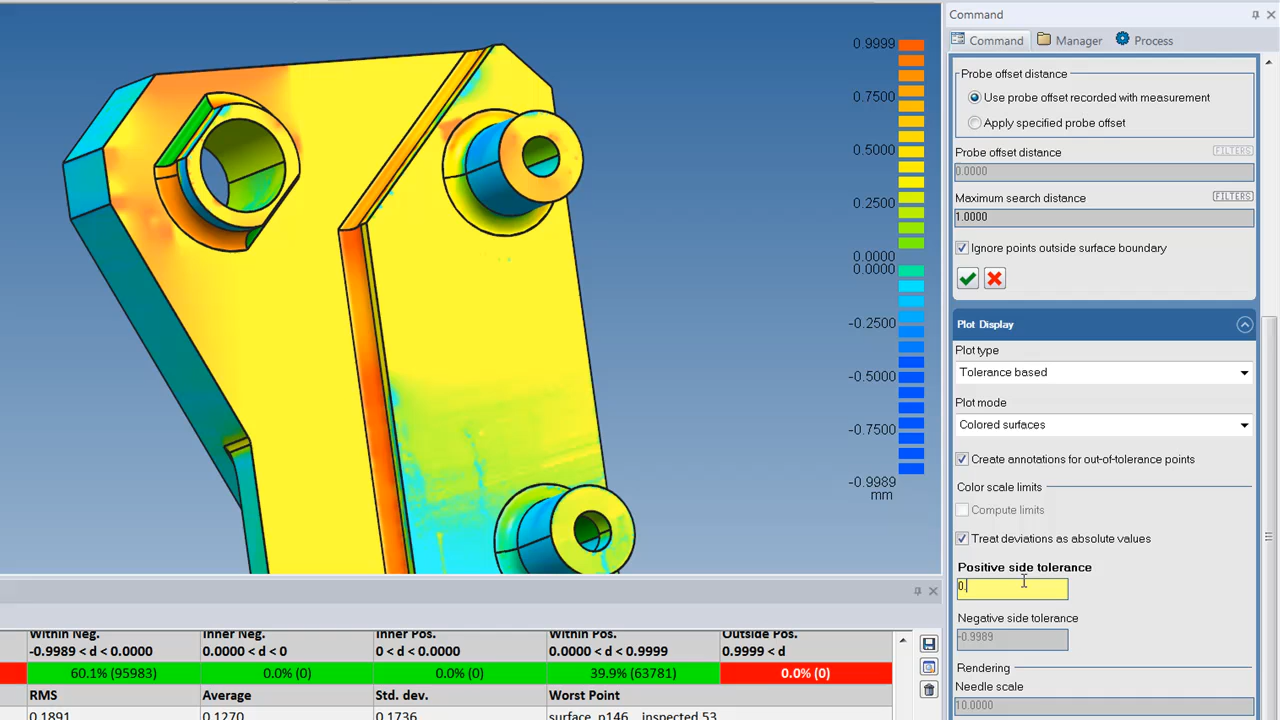 Command
Command Manager Process
Probe offset distance
Use probe offset recorded with measurement
Apply specified probe offset
Probe offset distance FILTERS
0.0000
Maximum search distance FILTERS
1.0000
Ignore points outside surface boundary
Plot Display
Plot type
Tolerance based
Plot mode
Colored surfaces
Create annotations for out-of-tolerance points
Color scale limits
Compute limits
Treat deviations as absolute values
Positive side tolerance
0.
Negative side tolerance
-0.9989
Rendering
Needle scale
10.0000
0.9999
0.7500
0.5000
0.2500
0.0000
0.0000
-0.2500
-0.5000
-0.7500
-0.9989
mm
Within Neg. Inner Neg. Inner Pos. Within Pos. Outside Pos.
-0.9989 < d < 0.0000 0.0000 < d < 0 0 < d < 0.0000 0.0000 < d < 0.9999 0.9999 < d
60.1% (95983) 0.0% (0) 0.0% (0) 39.9% (63781) 0.0% (0)
RMS Average Std. dev. Worst Point
0.1891 0.1270 0.1736 surface_p146_ inspected 53